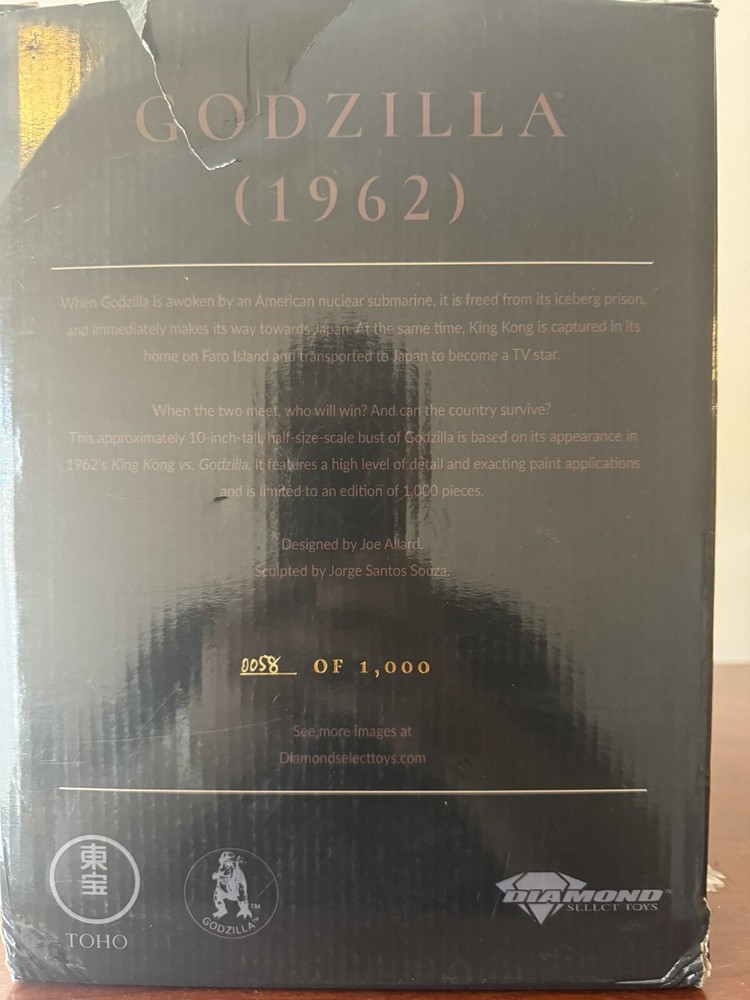 GODZILLA™
(1962)
When Godzilla is awoken by an American nuclear submarine, it is freed from its iceberg prison,
and immediately makes its way towards Japan. At the same time, King Kong is captured in its
home on Faro Island and transported to Japan to become a TV star.
When the two meet, who will win? And can the country survive?
This approximately 10-inch-tall, half-size-scale bust of Godzilla is based on its appearance in
1962's King Kong vs. Godzilla. It features a high level of detail and exacting paint applications
and is limited to an edition of 1,000 pieces.
Designed by Joe Allard.
Sculpted by Jorge Santos Souza.
0058 OF 1,000
See more images at
Diamondselecttoys.com
東宝
TOHO
GODZILLA™
DIAMOND™
SELECT TOYS